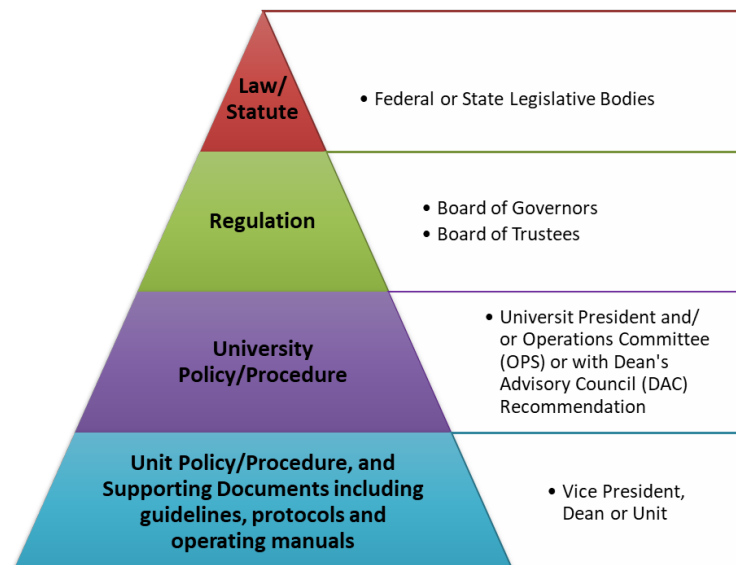 Law/
Statute
• Federal or State Legislative Bodies
Regulation
• Board of Governors
• Board of Trustees
University
Policy/Procedure
• Universit President and/
or Operations Committee
(OPS) or with Dean's
Advisory Council (DAC)
Recommendation
Unit Policy/Procedure, and
Supporting Documents including
guidelines, protocols and
operating manuals
• Vice President,
Dean or Unit